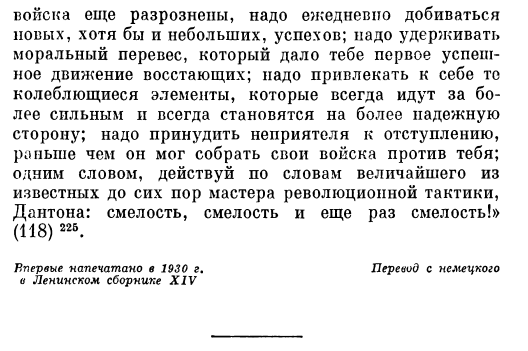 войска еще разрознены, надо ежедневно добиваться
новых, хотя бы и небольших, успехов; надо удерживать
моральный перевес, который дало тебе первое успеш-
ное движение восстающих; надо привлекать к себе те
колеблющиеся элементы, которые всегда идут за бо-
лее сильным и всегда становятся на более надежную
сторону; надо принудить неприятеля к отступлению,
раньше чем он мог собрать свои войска против тебя;
одним словом, действуй по словам величайшего из
известных до сих пор мастера революционной тактики,
Дантона: смелость, смелость и еще раз смелость!»
(118) ²²⁵.
Впервые напечатано в 1930 г.
в Ленинском сборнике XIV
Перевод с немецкого